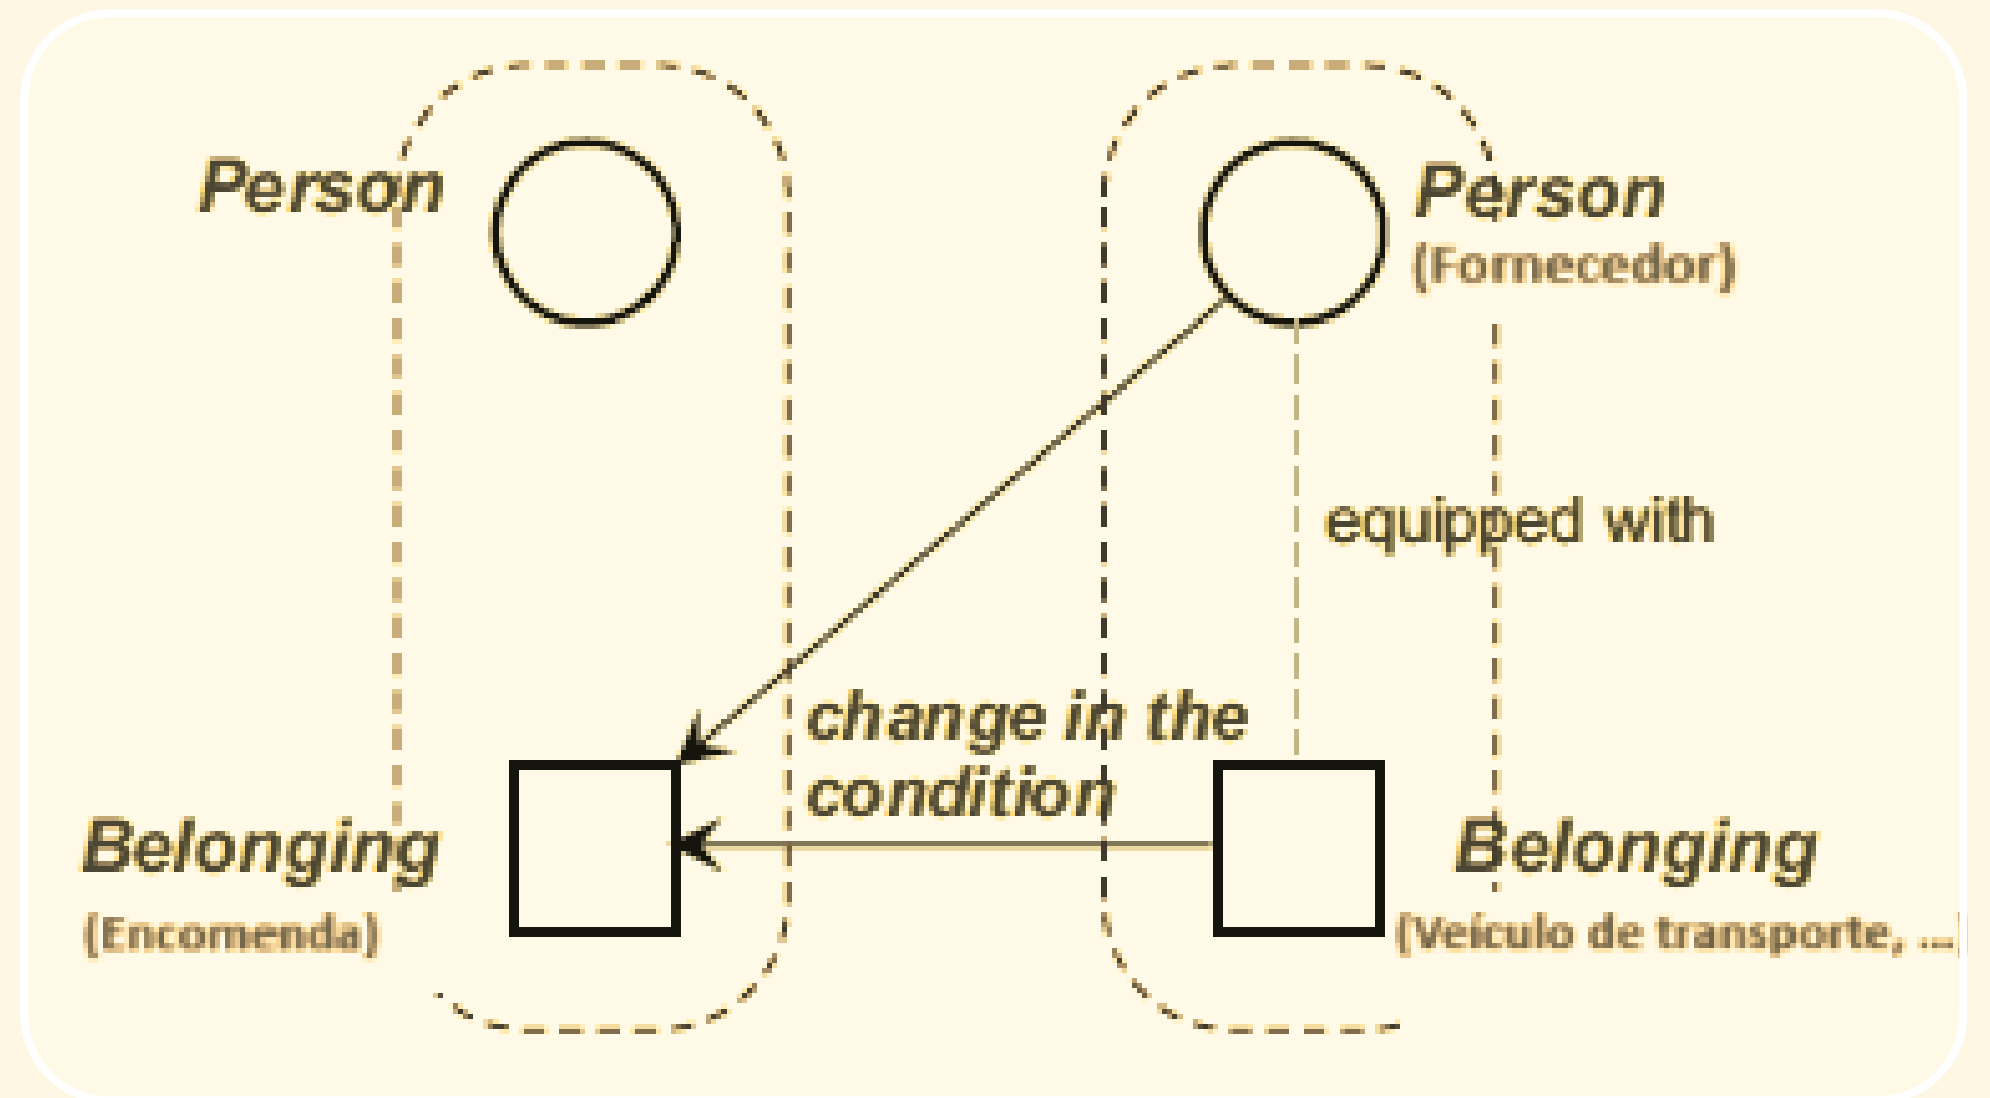 Person
Person
(Fornecedor)
equipped with
change in the
condition
Belonging
(Encomenda)
Belonging
(Veículo de transporte, ...)